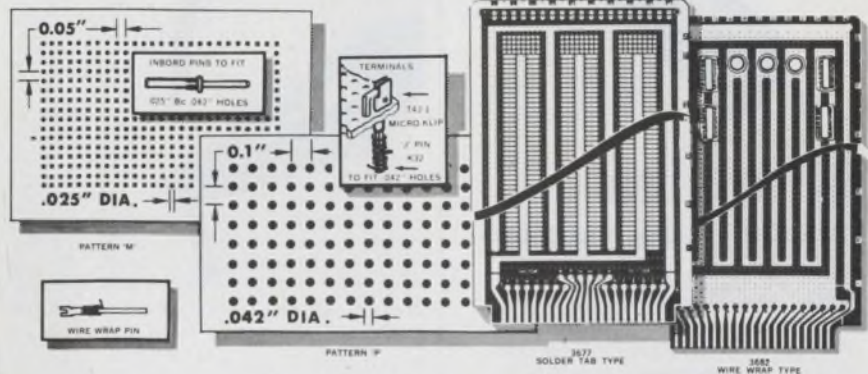 0.05"
INBORD PINS TO FIT
.025" Bc .042" HOLES
.025" DIA.
PATTERN 'M'
WIRE WRAP PIN
TERMINALS
T42-1
MICRO KLIP
'J' PIN
K32
TO FIT .042" HOLES
0.1"
.042" DIA.
PATTERN 'P'
3677
SOLDER TAB TYPE
3682
WIRE WRAP TYPE